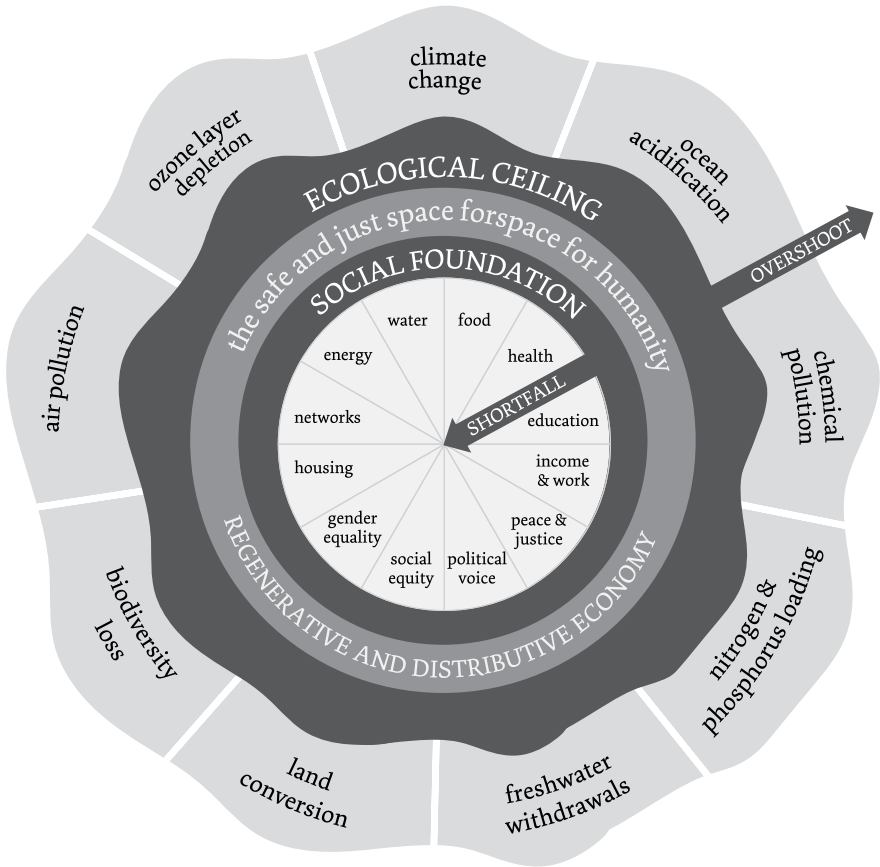 climate
change
ozone layer
depletion
ocean
acidification
ECOLOGICAL CEILING
the safe and just space forspace for humanity
SOCIAL FOUNDATION
OVERSHOOT
water
food
energy
health
SHORTFALL
networks
education
housing
income
& work
gender
equality
peace &
justice
social
equity
political
voice
REGENERATIVE AND DISTRIBUTIVE ECONOMY
air pollution
chemical
pollution
biodiversity
loss
nitrogen &
phosphorus loading
land
conversion
freshwater
withdrawals